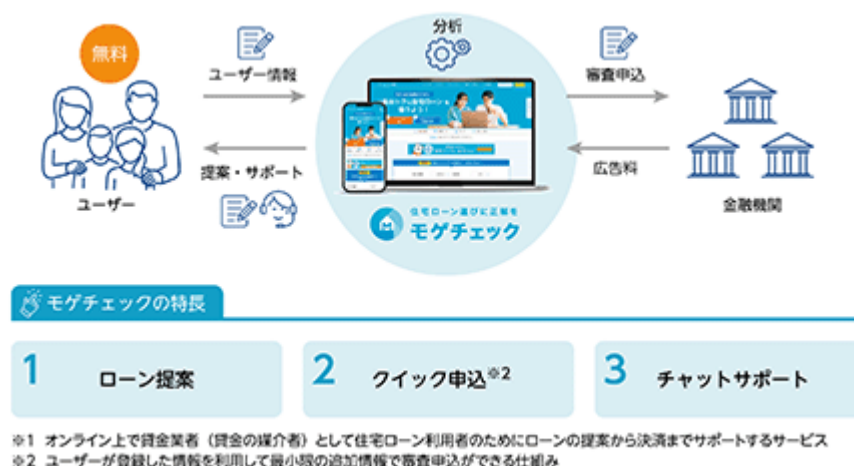 無料
ユーザー情報
提案・サポート
ユーザー
分析
住宅ローン選びに正解を
モゲチェック
審査申込
広告料
金融機関
モゲチェックの特長
1 ローン提案
2 クイック申込※2
3 チャットサポート
※1 オンライン上で貸金業者（貸金の媒介者）として住宅ローン利用者のためにローンの提案から決済までサポートするサービス
※2 ユーザーが登録した情報を利用して最小限の追加情報で審査申込ができる仕組み